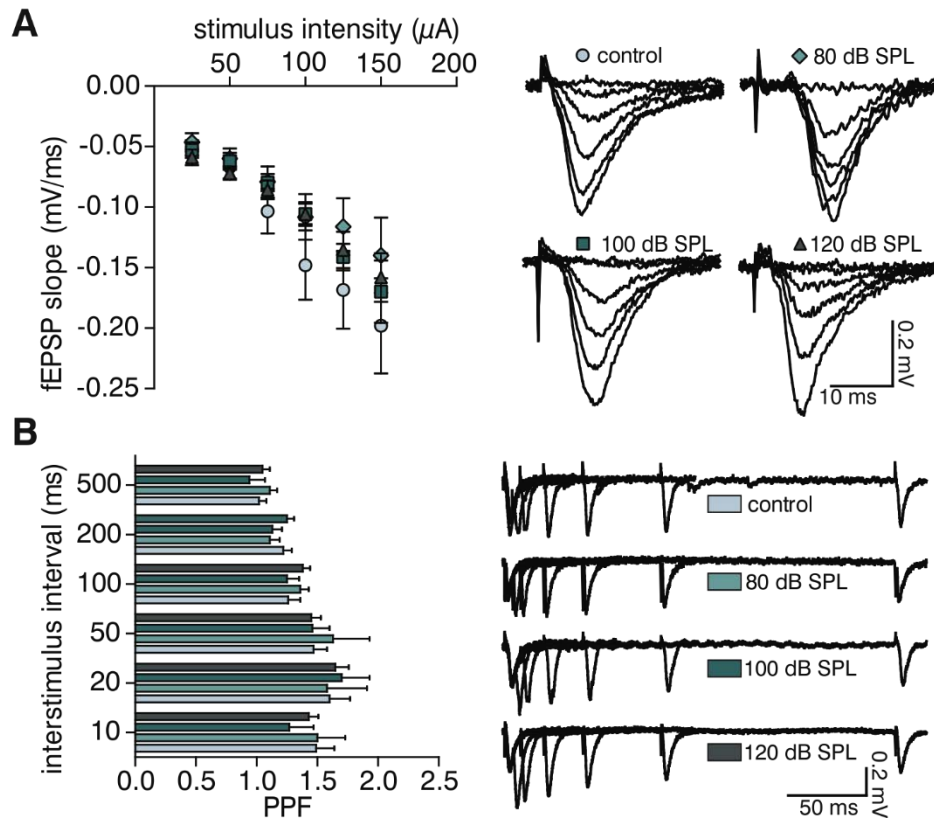 A
stimulus intensity (µA)
50 100 150 200
0.00
-0.05
-0.10
-0.15
-0.20
-0.25
fEPSP slope (mV/ms)
control
80 dB SPL
100 dB SPL
120 dB SPL
0.2 mV
10 ms
B
interstimulus interval (ms)
500
200
100
50
20
10
0.0 0.5 1.0 1.5 2.0 2.5
PPF
control
80 dB SPL
100 dB SPL
120 dB SPL
0.2 mV
50 ms